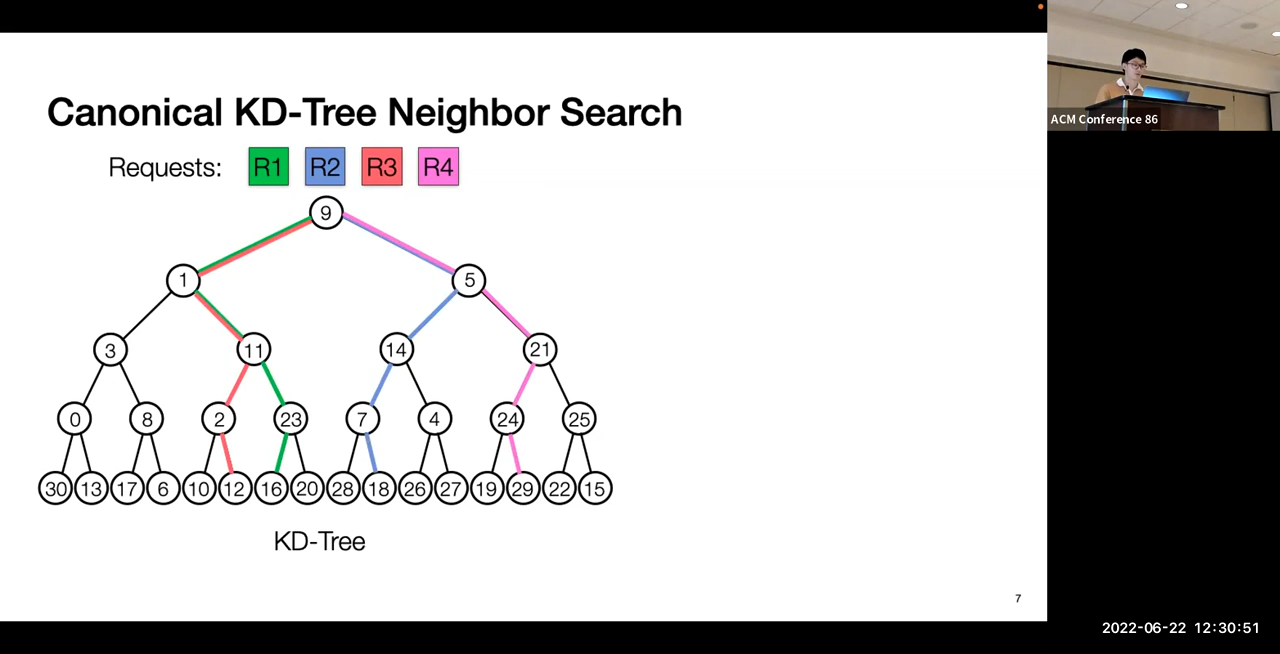 Canonical KD-Tree Neighbor Search
Requests: R1 R2 R3 R4
9
1 5
3 11 14 21
0 8 2 23 7 4 24 25
30 13 17 6 10 12 16 20 28 18 26 27 19 29 22 15
KD-Tree
7
ACM Conference 86
2022-06-22 12:30:51